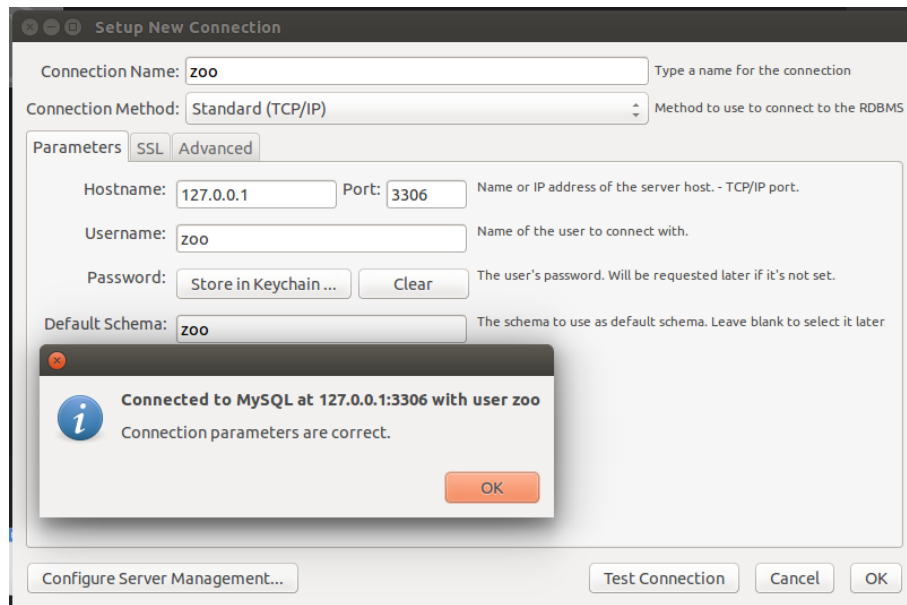 Setup New Connection
Connection Name: zoo Type a name for the connection
Connection Method: Standard (TCP/IP) Method to use to connect to the RDBMS
Parameters SSL Advanced
Hostname: 127.0.0.1 Port: 3306 Name or IP address of the server host. - TCP/IP port.
Username: zoo Name of the user to connect with.
Password: Store in Keychain ... Clear The user's password. Will be requested later if it's not set.
Default Schema: zoo The schema to use as default schema. Leave blank to select it later
Connected to MySQL at 127.0.0.1:3306 with user zoo
Connection parameters are correct.
OK
Configure Server Management... Test Connection Cancel OK